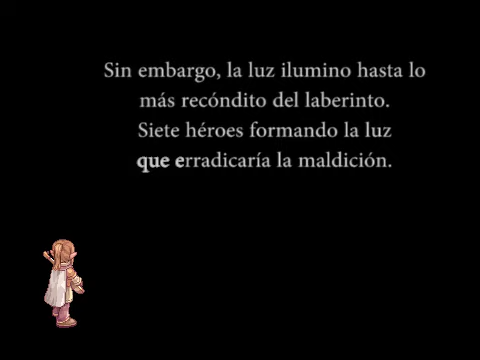 Sin embargo, la luz ilumino hasta lo
más recóndito del laberinto.
Siete héroes formando la luz
que erradicaría la maldición.